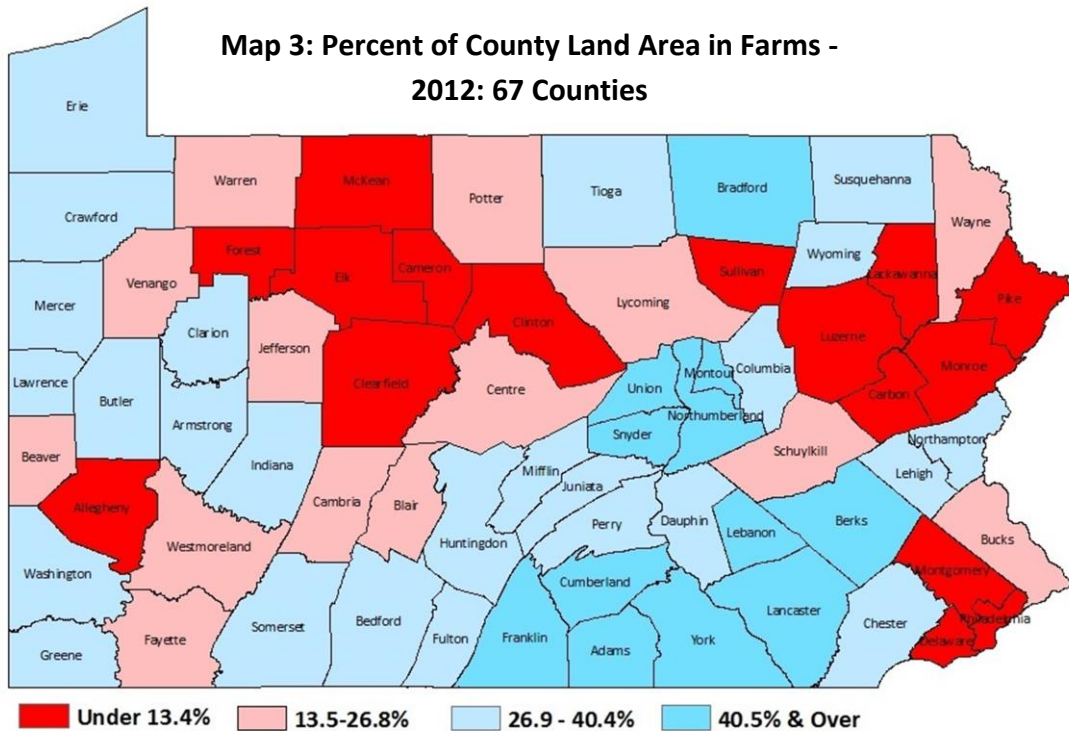 Map 3: Percent of County Land Area in Farms -
2012: 67 Counties
Erie
Warren
McKean
Potter
Tioga
Bradford
Susquehanna
Wayne
Crawford
Forest
Elk
Cameron
Sullivan
Wyoming
Lackawanna
Pike
Venango
Mercer
Clarion
Jefferson
Clinton
Lycoming
Luzerne
Monroe
Lawrence
Butler
Clearfield
Centre
Union
Montour
Columbia
Carbon
Armstrong
Northumberland
Snyder
Beaver
Indiana
Mifflin
Schuylkill
Northampton
Lehigh
Allegheny
Cambria
Blair
Juniata
Huntingdon
Perry
Dauphin
Lebanon
Berks
Bucks
Westmoreland
Washington
Cumberland
Montgomery
Philadelphia
Lancaster
Chester
Delaware
Greene
Fayette
Somerset
Bedford
Fulton
Franklin
Adams
York
Under 13.4%
13.5-26.8%
26.9 - 40.4%
40.5% & Over